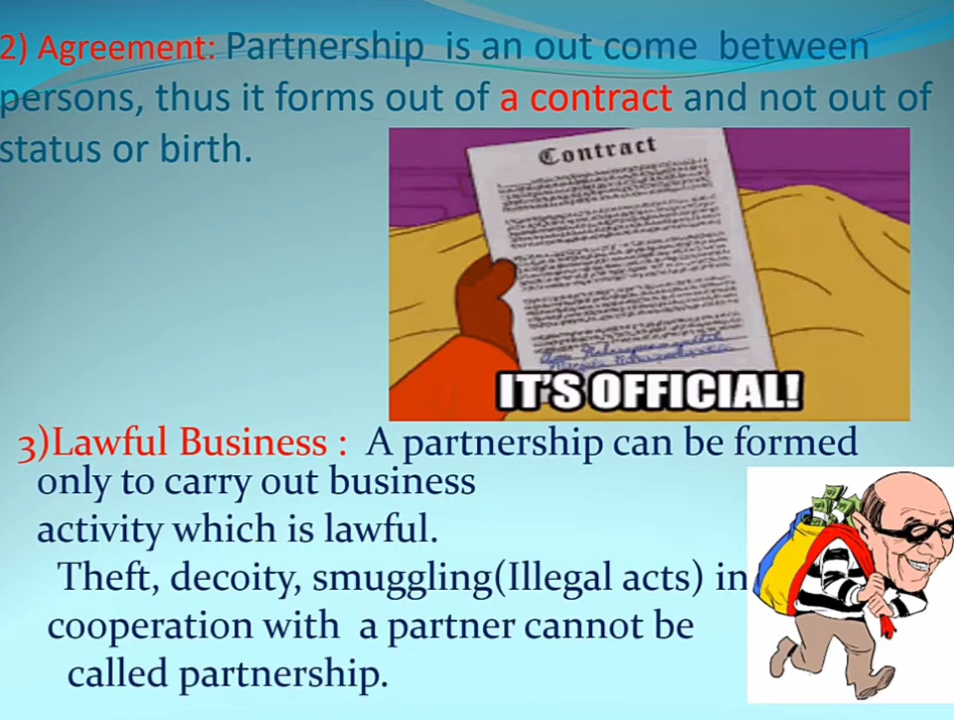 2) Agreement: Partnership is an out come between
persons, thus it forms out of a contract and not out of
status or birth.
Contract
IT'S OFFICIAL!
3)Lawful Business : A partnership can be formed
only to carry out business
activity which is lawful.
Theft, decoity, smuggling(Illegal acts) in
cooperation with a partner cannot be
called partnership.